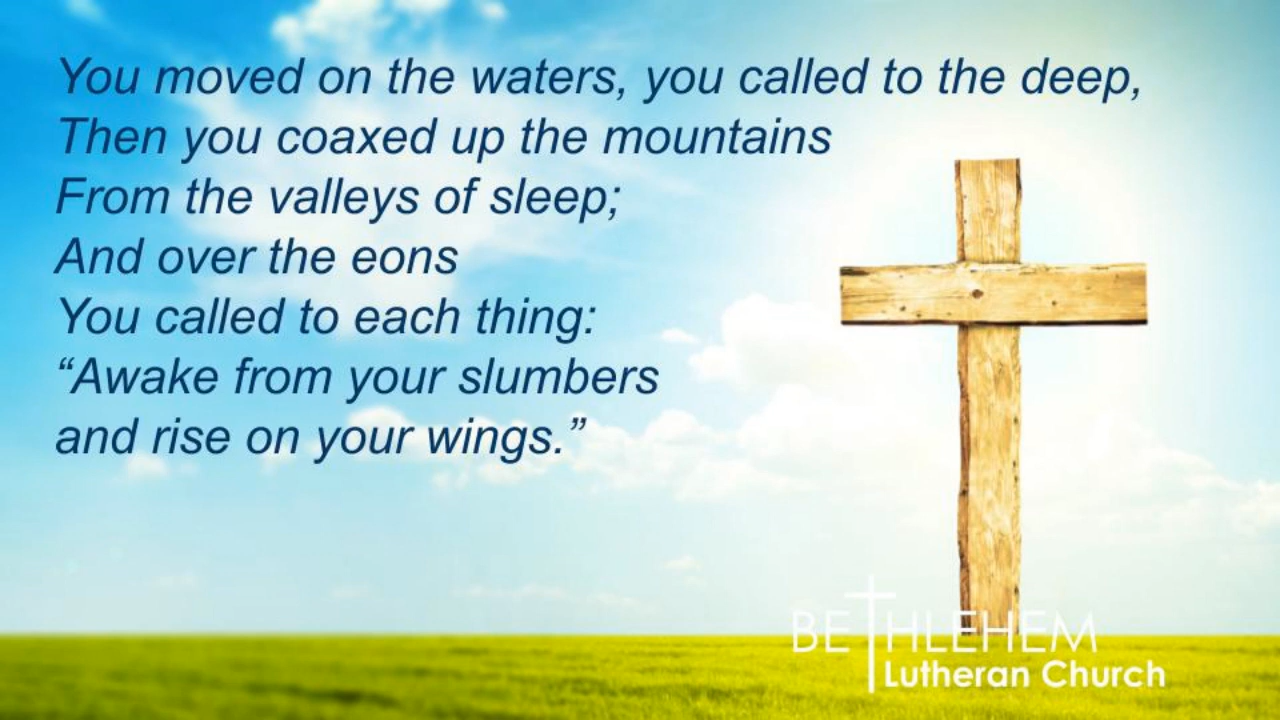 You moved on the waters, you called to the deep,
Then you coaxed up the mountains
From the valleys of sleep;
And over the eons
You called to each thing:
“Awake from your slumbers
and rise on your wings.”
BETHLEHEM
Lutheran Church